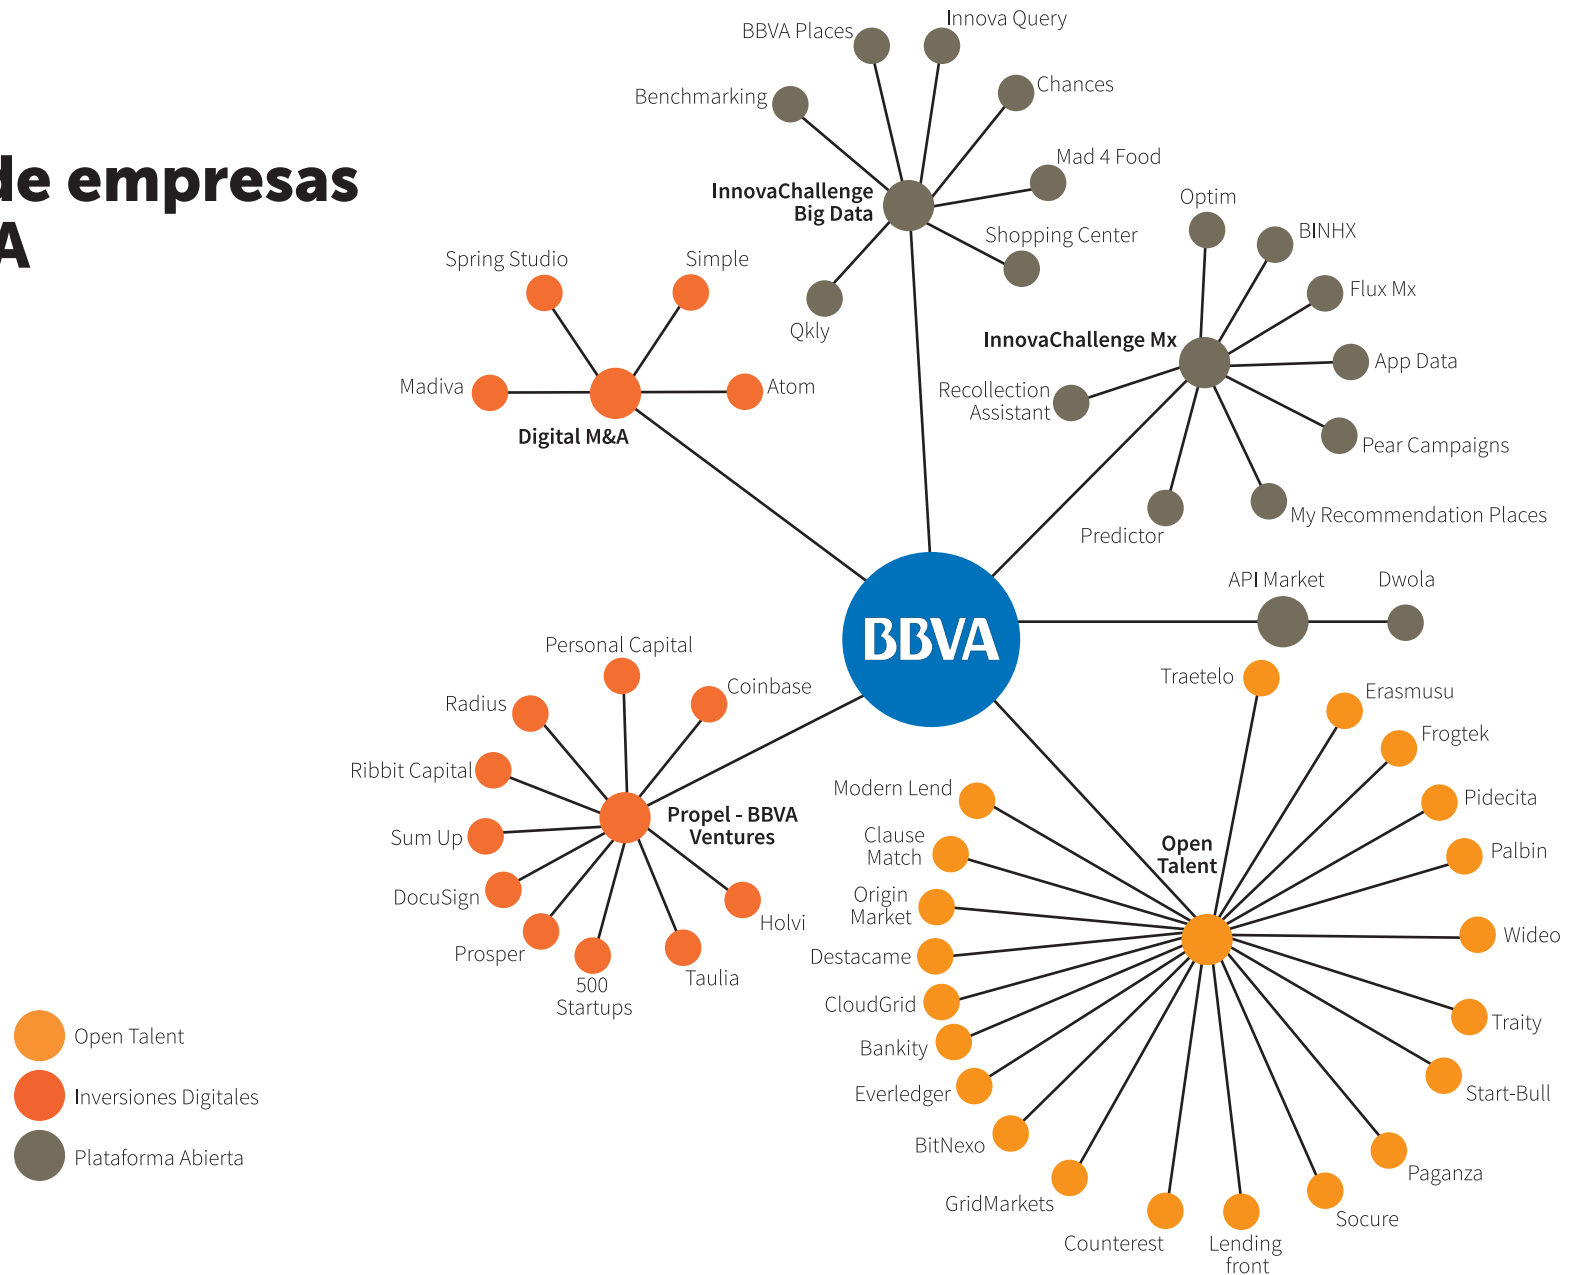 de empresas
A
BBVA Places
Innova Query
Benchmarking
Chances
Mad 4 Food
InnovaChallenge
Big Data
Shopping Center
Qkly
Spring Studio
Simple
Madiva
Atom
Digital M&A
Optim
BINHX
Flux Mx
InnovaChallenge Mx
App Data
Recollection
Assistant
Pear Campaigns
My Recommendation Places
Predictor
API Market
Dwola
BBVA
Personal Capital
Coinbase
Radius
Ribbit Capital
Sum Up
Propel - BBVA
Ventures
DocuSign
Holvi
Prosper
500
Startups
Taulia
Traetelo
Erasmusu
Frogtek
Pidecita
Palbin
Wideo
Traity
Start-Bull
Paganza
Socure
Lending
front
Counterest
GridMarkets
BitNexo
Everledger
Bankity
CloudGrid
Destacame
Origin
Market
Clause
Match
Modern Lend
Open
Talent
Open Talent
Inversiones Digitales
Plataforma Abierta